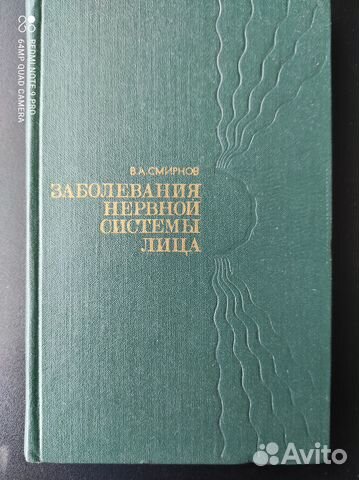 REDMI NOTE 9 PRO
64MP QUAD CAMERA
В.А.СМИРНОВ
ЗАБОЛЕВАНИЯ
НЕРВНОЙ
СИСТЕМЫ
ЛИЦА
Avito